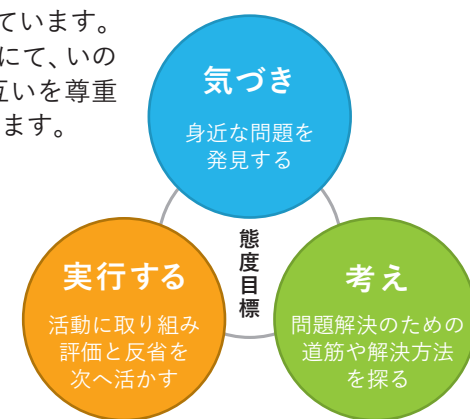 ています。
にて、いの
互いを尊重
ます。
気づき
身近な問題を
発見する
態度目標
実行する
活動に取り組み
評価と反省を
次へ活かす
考え
問題解決のための
道筋や解決方法
を探る